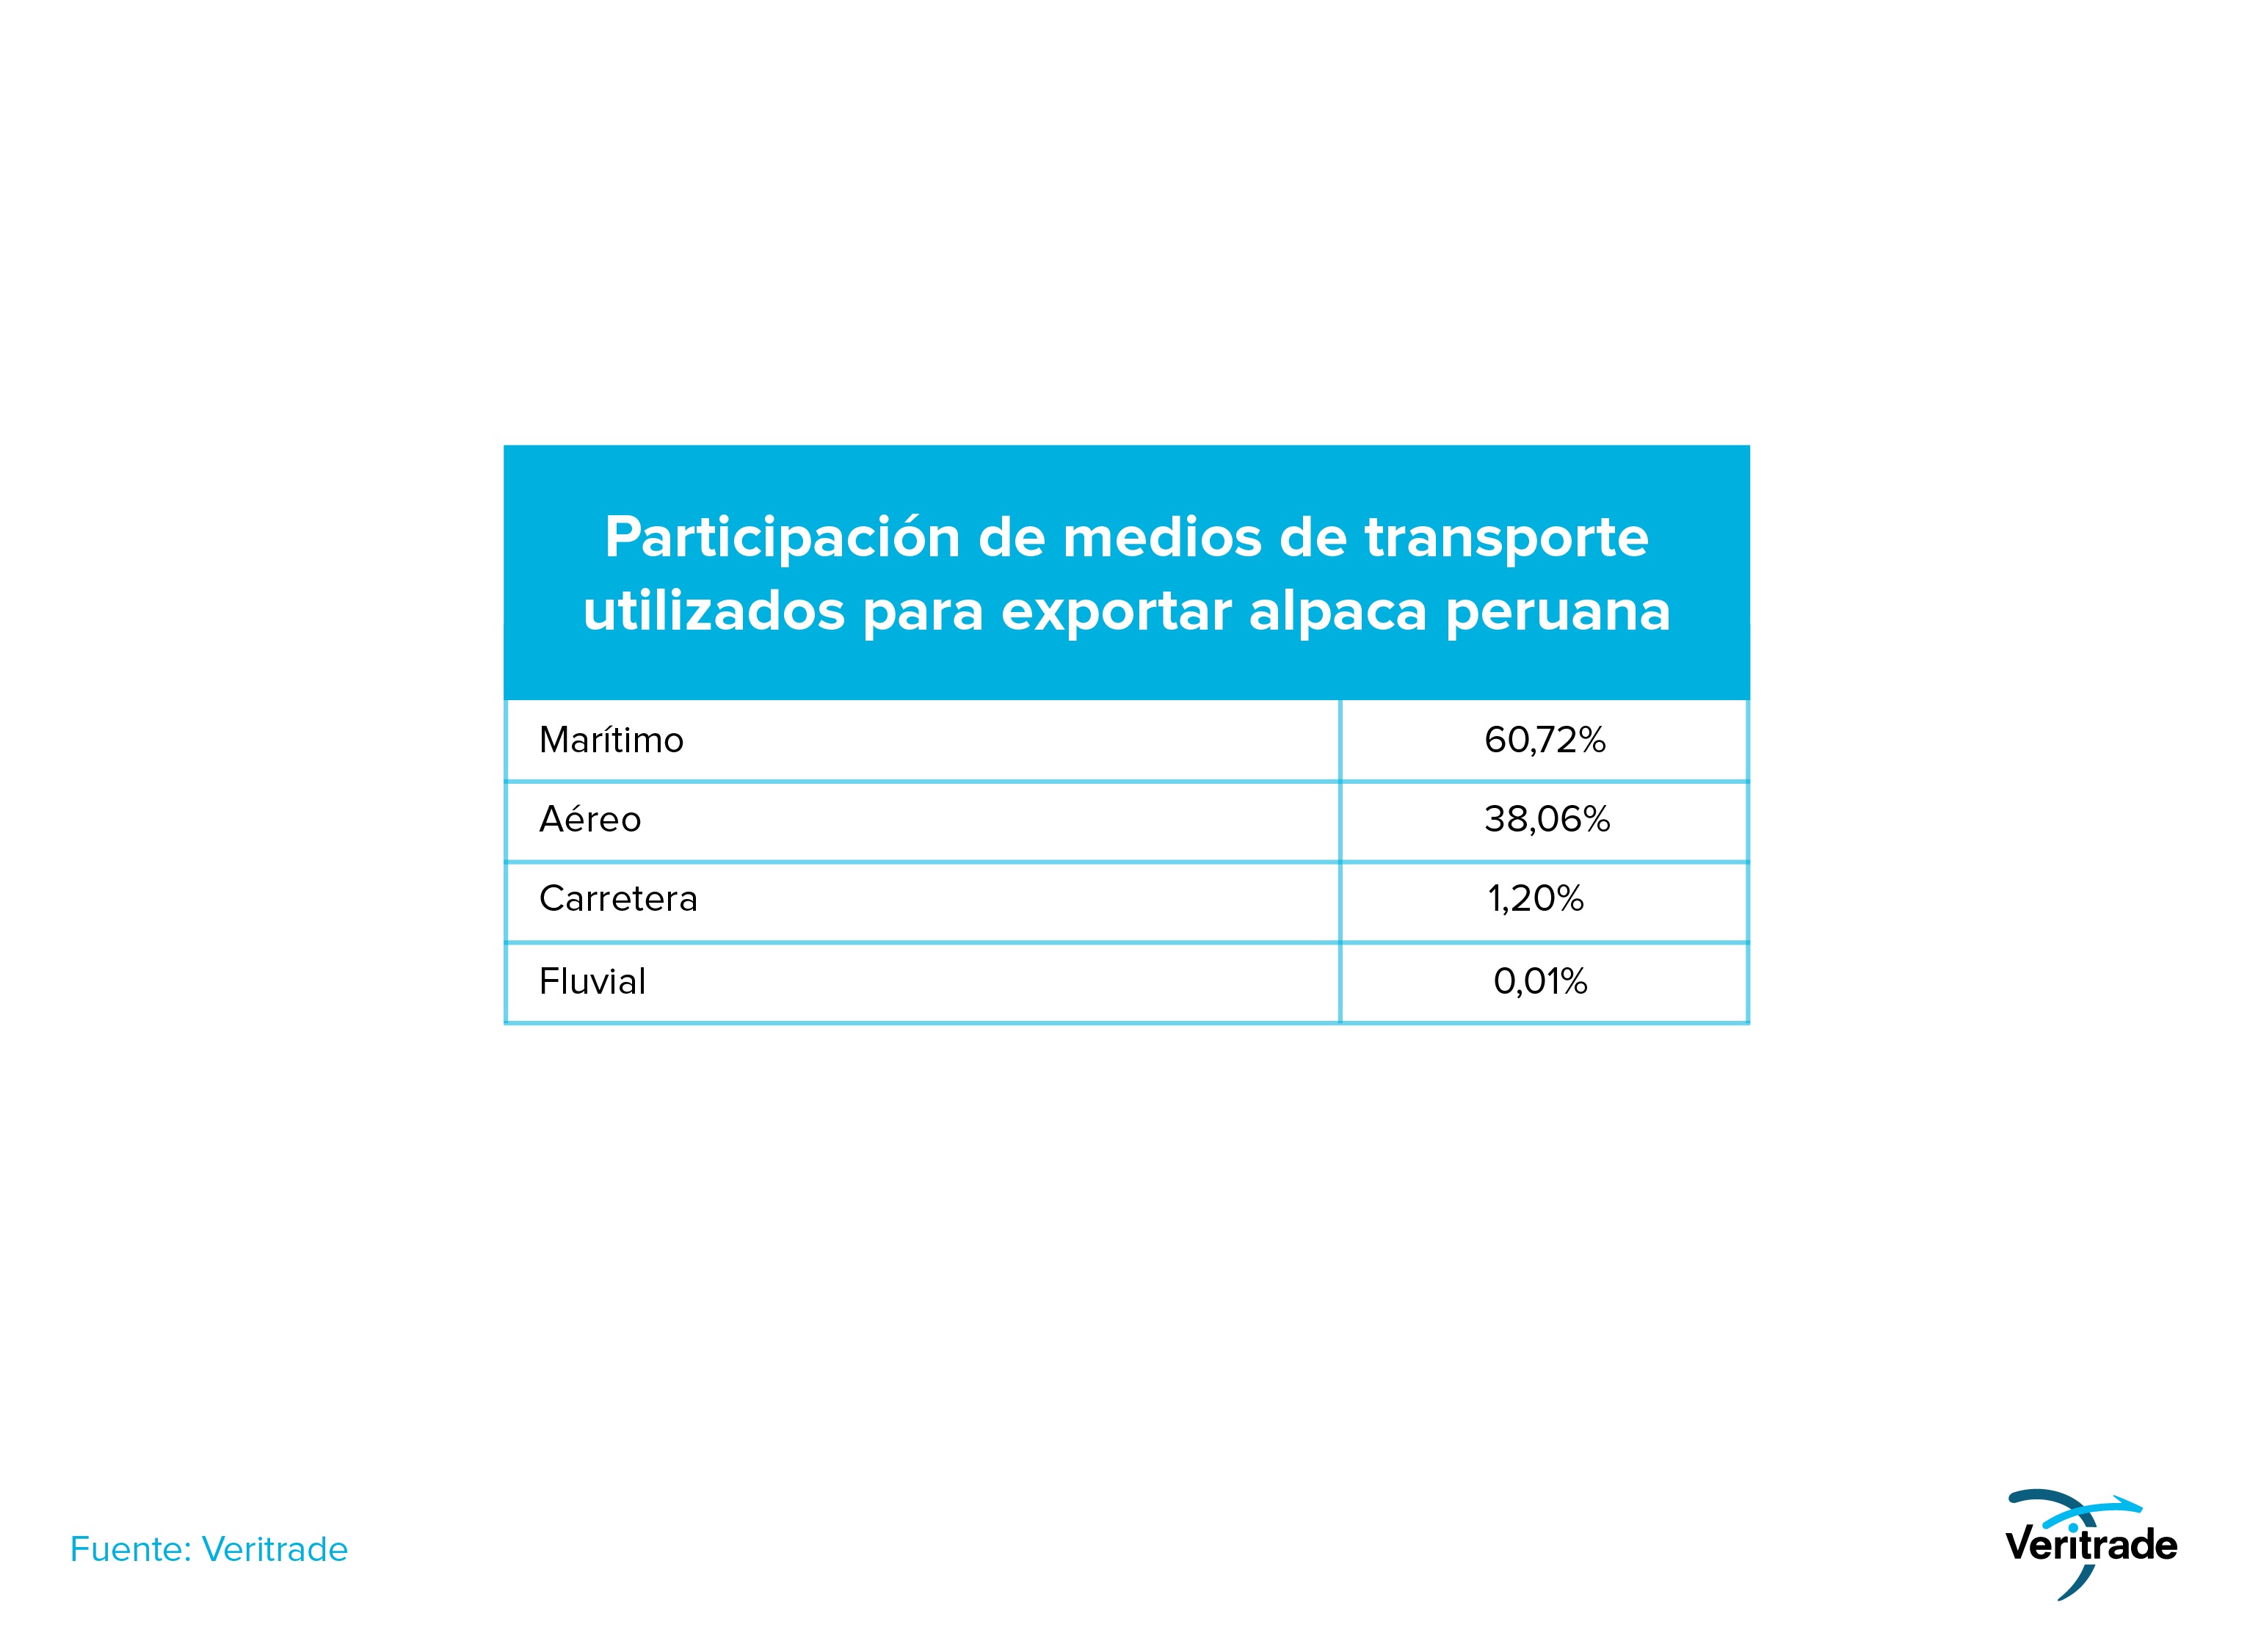 Participación de medios de transporte
utilizados para exportar alpaca peruana
Marítimo 60,72%
Aéreo 38,06%
Carretera 1,20%
Fluvial 0,01%
Fuente: Veritrade
Veritrade